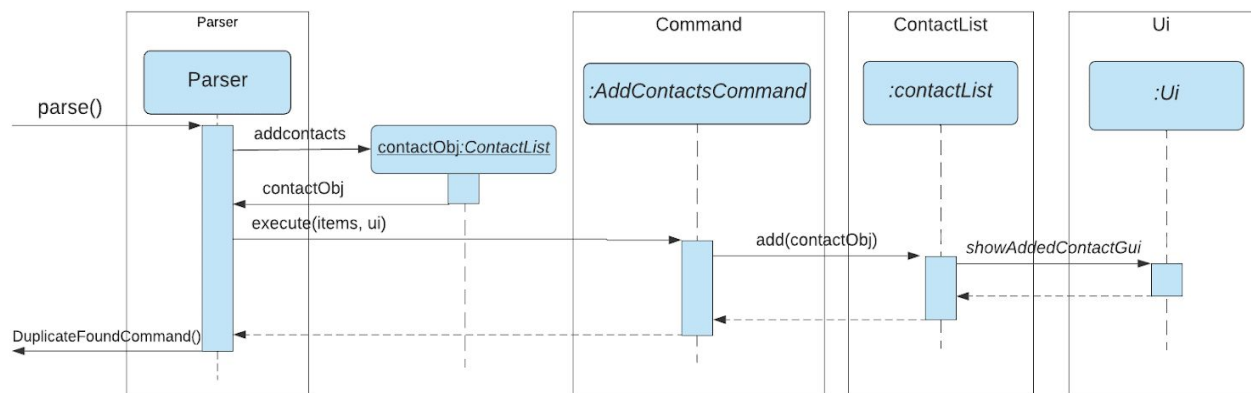 Parser
Command
ContactList
Ui
Parser
:AddContactsCommand
:contactList
:Ui
parse()
addcontacts
contactObj:ContactList
contactObj
execute(items, ui)
add(contactObj)
showAddedContactGui
DuplicateFoundCommand()